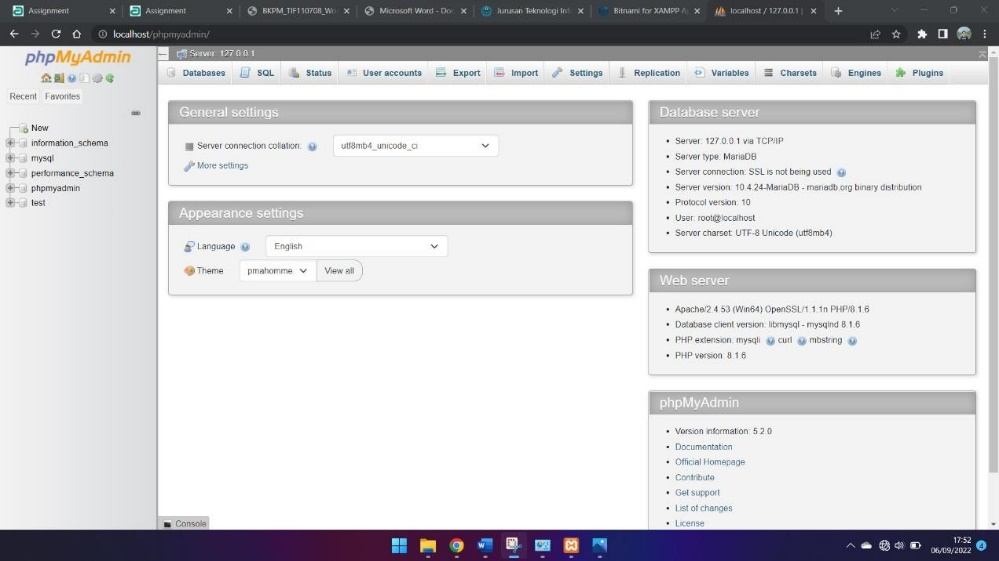 Assignment
Assignment
BKPM_TIF110708_Wo
Microsoft Word - Doc
Jurusan Teknologi Inf
Bitnami for XAMPP A
localhost / 127.0.0.1 |
localhost/phpmyadmin/
phpMyAdmin
Recent Favorites
New
information_schema
mysql
performance_schema
phpmyadmin
test
Server: 127.0.0.1
Databases SQL Status User accounts Export Import Settings Replication Variables Charsets Engines Plugins
General settings
Server connection collation: utf8mb4_unicode_ci
More settings
Appearance settings
Language English
Theme pmahomme View all
Database server
• Server: 127.0.0.1 via TCP/IP
• Server type: MariaDB
• Server connection: SSL is not being used
• Server version: 10.4.24-MariaDB - mariadb.org binary distribution
• Protocol version: 10
• User: root@localhost
• Server charset: UTF-8 Unicode (utf8mb4)
Web server
• Apache/2.4.53 (Win64) OpenSSL/1.1.1n PHP/8.1.6
• Database client version: libmysql - mysqlnd 8.1.6
• PHP extension: mysqli curl mbstring
• PHP version: 8.1.6
phpMyAdmin
• Version information: 5.2.0
• Documentation
• Official Homepage
• Contribute
• Get support
• List of changes
• License
Console
17:52
06/09/2022